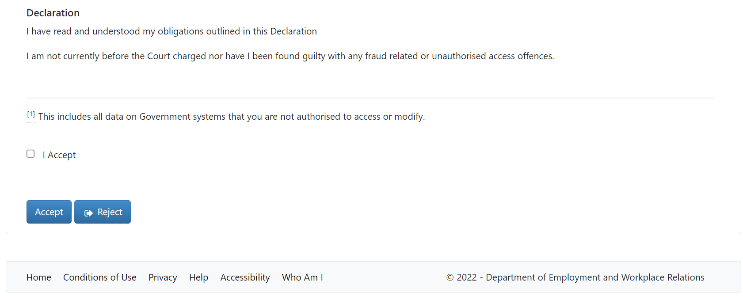 Declaration
I have read and understood my obligations outlined in this Declaration
I am not currently before the Court charged nor have I been found guilty with any fraud related or unauthorised access offences.
[1] This includes all data on Government systems that you are not authorised to access or modify.
I Accept
Accept Reject
Home Conditions of Use Privacy Help Accessibility Who Am I © 2022 - Department of Employment and Workplace Relations